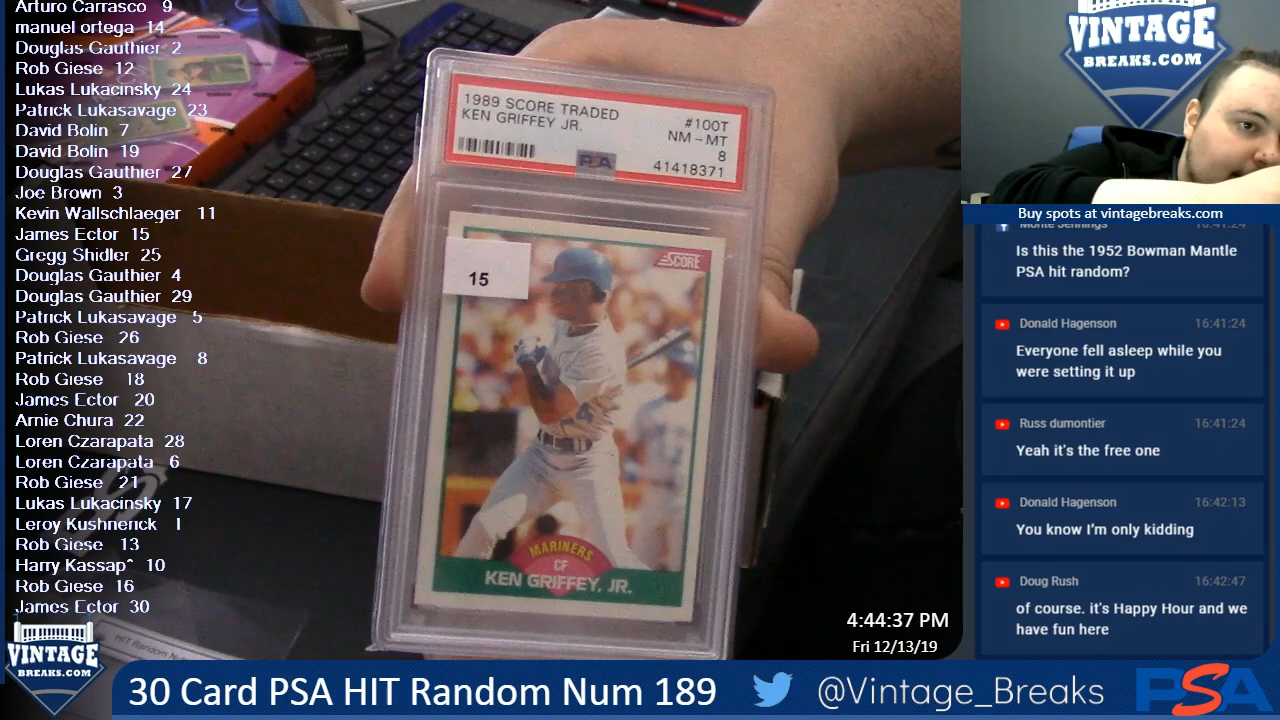 Arturo Carrasco 9
manuel ortega 14
Douglas Gauthier 2
Rob Giese 12
Lukas Lukacinsky 24
Patrick Lukasavage 23
David Bolin 7
David Bolin 19
Douglas Gauthier 27
Joe Brown 3
Kevin Wallschlaeger 11
James Ector 15
Gregg Shidler 25
Douglas Gauthier 4
Douglas Gauthier 29
Patrick Lukasavage 5
Rob Giese 26
Patrick Lukasavage 8
Rob Giese 18
James Ector 20
Arnie Chura 22
Loren Czarapata 28
Loren Czarapata 6
Rob Giese 21
Lukas Lukacinsky 17
Leroy Kushnerick 1
Rob Giese 13
Harry Kassap^ 10
Rob Giese 16
James Ector 30
1989 SCORE TRADED #100T
KEN GRIFFEY JR. NM-MT
8
PSA 41418371
15
SCORE
MARINERS
CF
KEN GRIFFEY, JR.
VINTAGE
BREAKS.COM
Buy spots at vintagebreaks.com
Monte Jennings 16:41:24
Is this the 1952 Bowman Mantle
PSA hit random?
Donald Hagenson 16:41:24
Everyone fell asleep while you
were setting it up
Russ dumontier 16:41:24
Yeah it's the free one
Donald Hagenson 16:42:13
You know I'm only kidding
Doug Rush 16:42:47
of course. it's Happy Hour and we
have fun here
4:44:37 PM
Fri 12/13/19
HIT Random
VINTAGE
BREAKS.COM
30 Card PSA HIT Random Num 189
@Vintage_Breaks
PSA